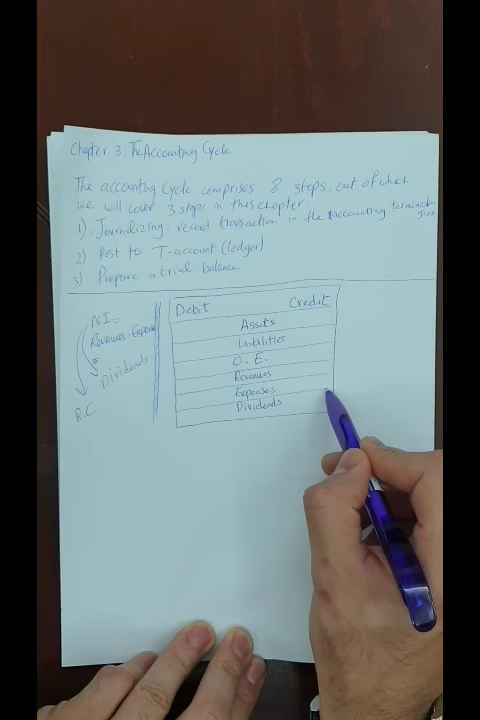 Chapter 3: The Accounting Cycle
The accounting Cycle comprises 8 steps, out of which
we will cover 3 steps in this chapter:
1) Journalizing: record transaction in the accounting
2) Post to T-account (ledger)
3) Prepare a trial balance
Debit Credit
Assets
Liabilities
O.E.
Revenues
Expenses
Dividends
NI =
Revenues - Expenses
Dividends